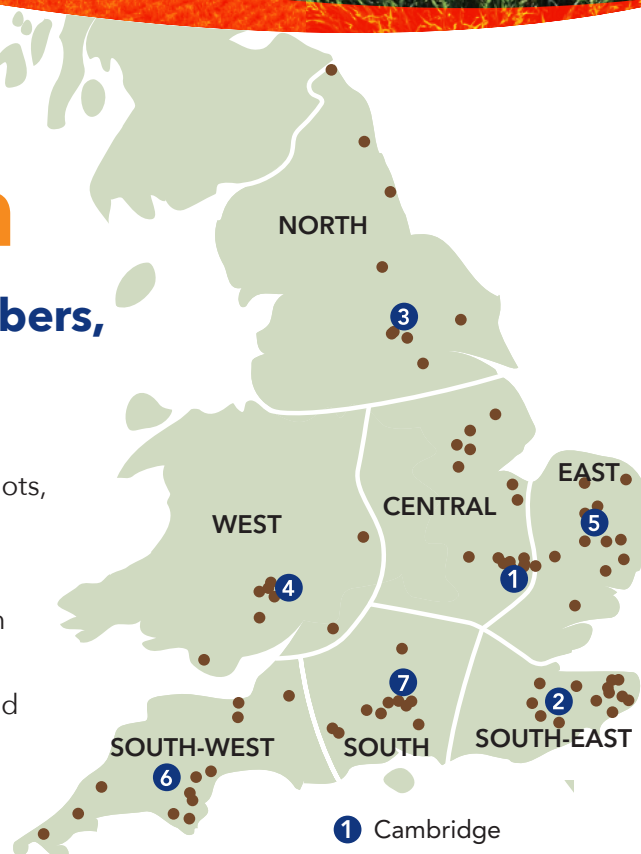 n
bers,
ots,
n
d
NORTH
3
EAST
5
CENTRAL
WEST
4
1
7
2
SOUTH-WEST
SOUTH
SOUTH-EAST
6
1 Cambridge